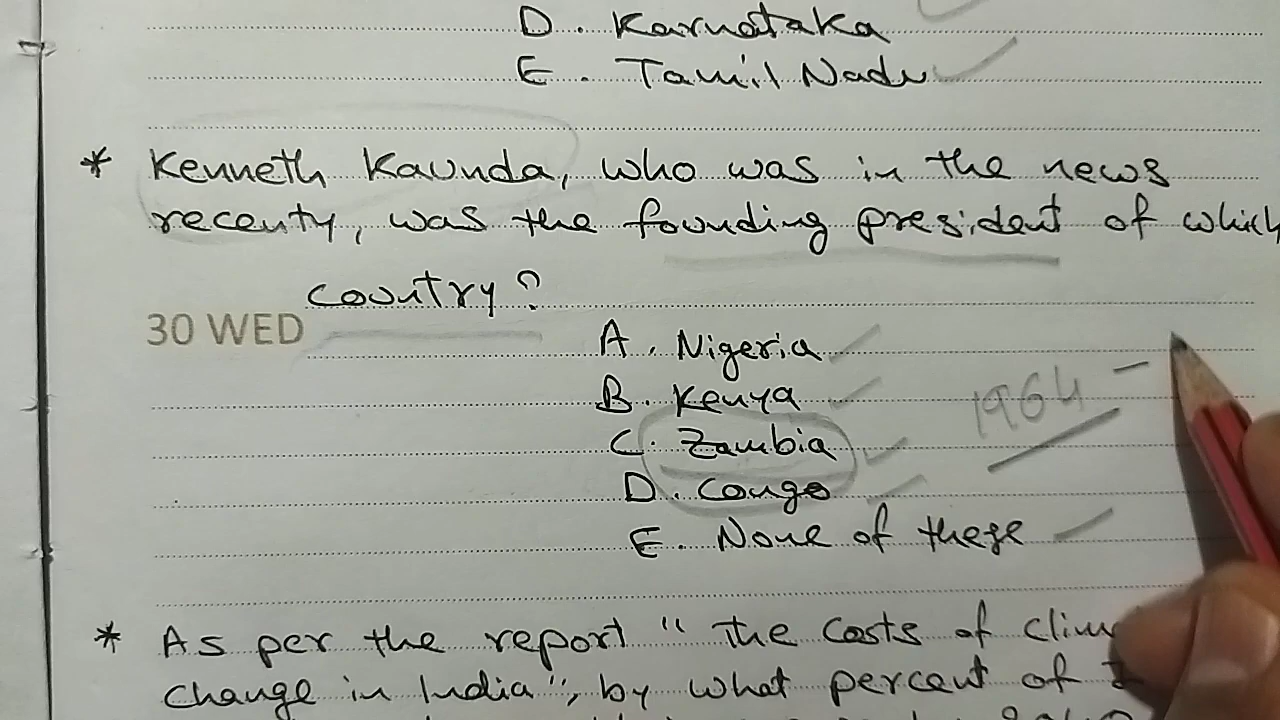 D. Karnataka
E. Tamil Nadu
* Kenneth Kaunda, who was in the news
recenty, was the founding president of which
country?
30 WED
A. Nigeria
B. Kenya
C. Zambia
1964 -
D. Congo
E. None of these
* As per the report "the costs of clim
change in India", by what percent of